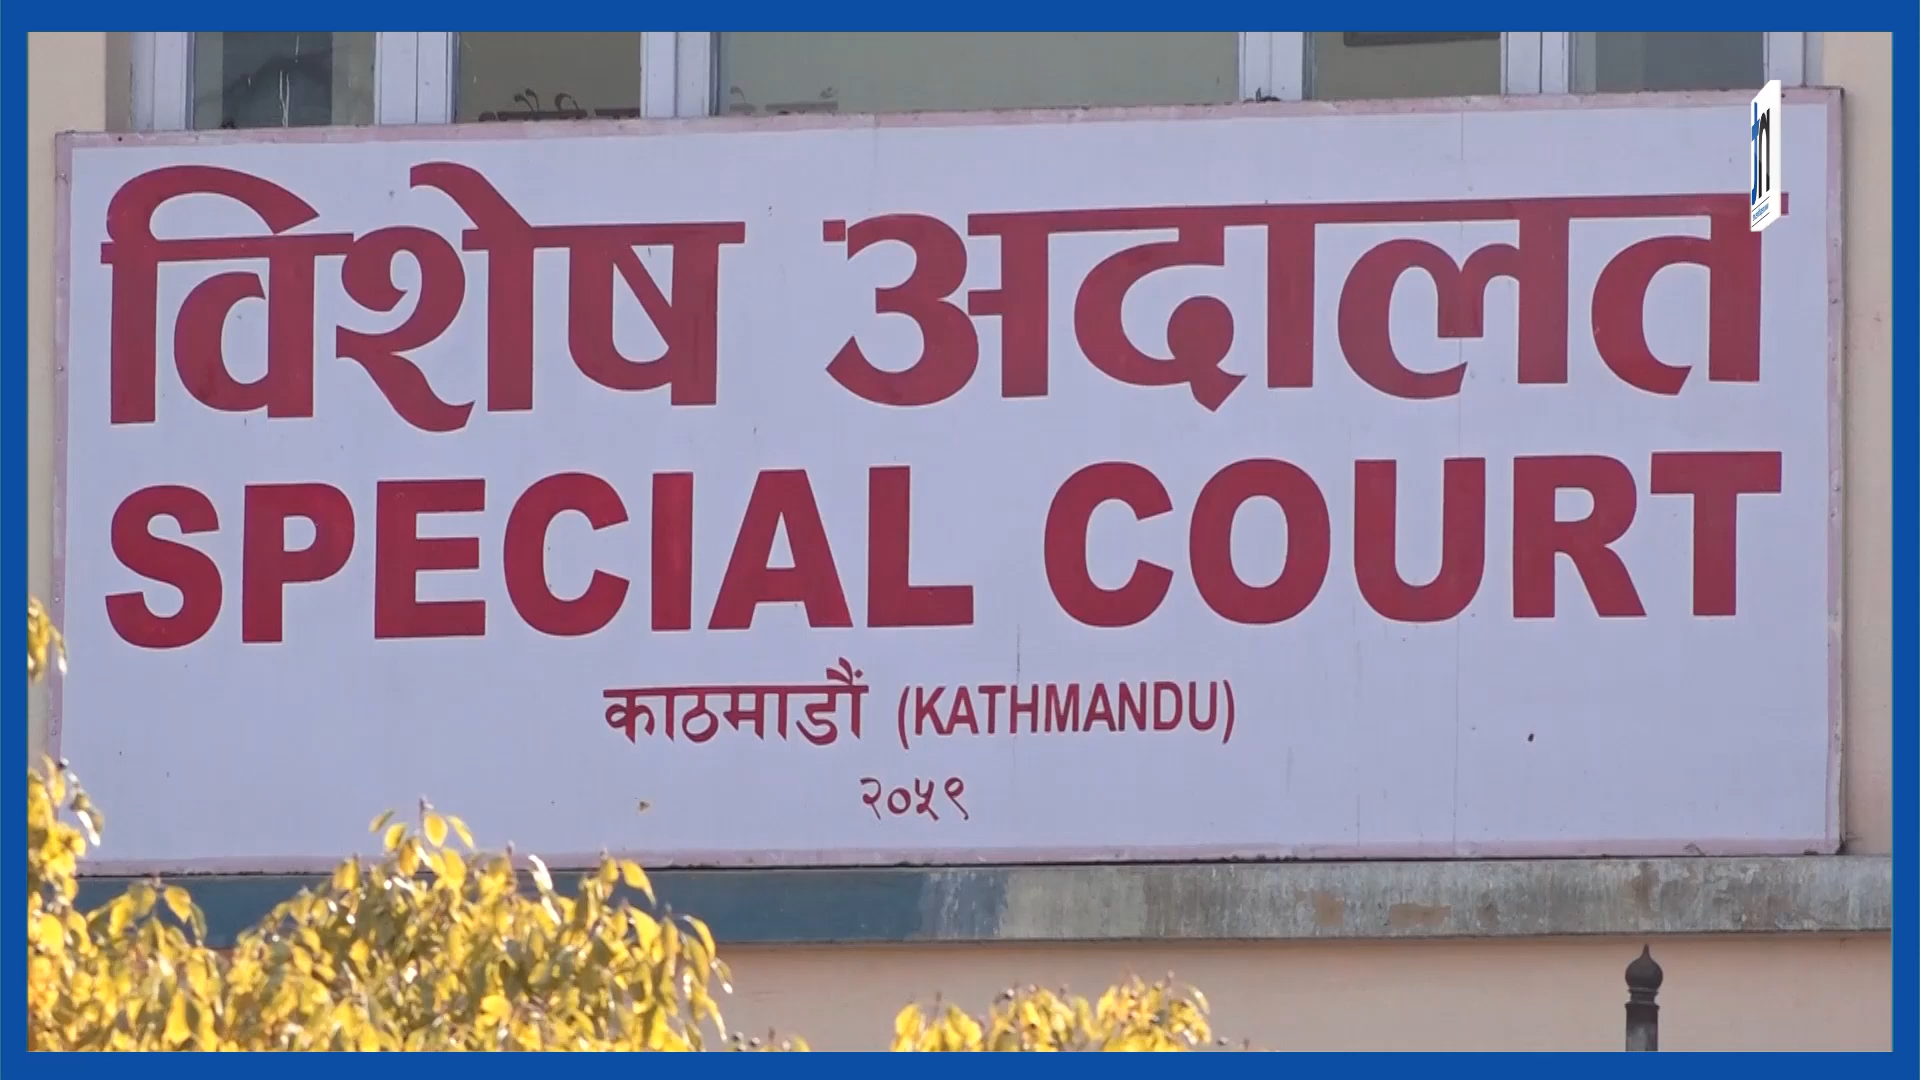 विशेष अदालत
SPECIAL COURT
काठमाडौं (KATHMANDU)
२०५९